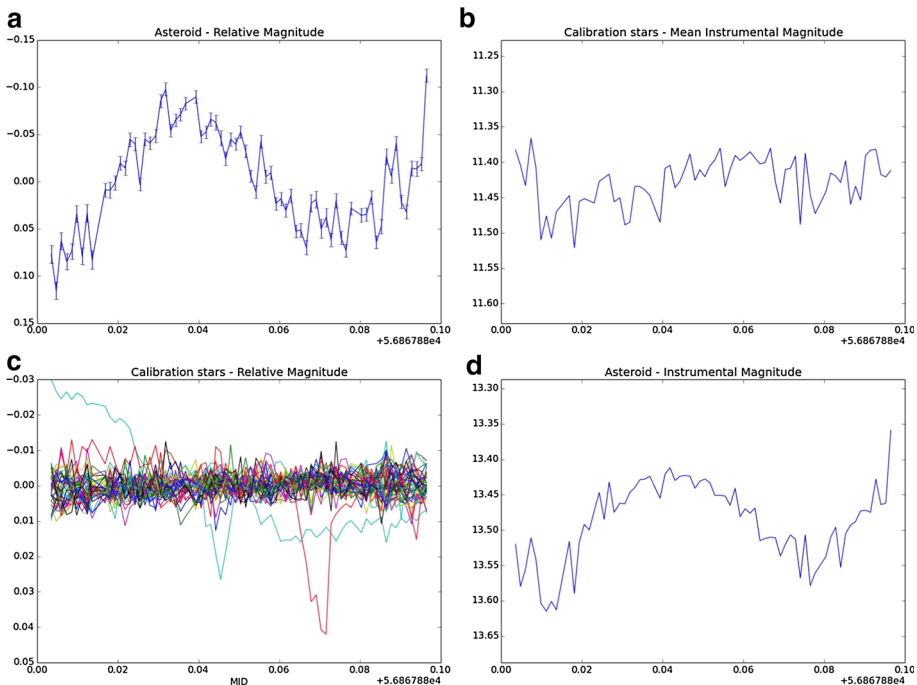 a
Asteroid - Relative Magnitude
−0.15
−0.10
−0.05
0.00
0.05
0.10
0.15
0.00 0.02 0.04 0.06 0.08 0.10
+5.686788e4
b
Calibration stars - Mean Instrumental Magnitude
11.25
11.30
11.35
11.40
11.45
11.50
11.55
11.60
0.00 0.02 0.04 0.06 0.08 0.10
+5.686788e4
c
Calibration stars - Relative Magnitude
−0.03
−0.02
−0.01
0.00
0.01
0.02
0.03
0.04
0.05
0.00 0.02 0.04 0.06 0.08 0.10
MJD
+5.686788e4
d
Asteroid - Instrumental Magnitude
13.30
13.35
13.40
13.45
13.50
13.55
13.60
13.65
0.00 0.02 0.04 0.06 0.08 0.10
+5.686788e4